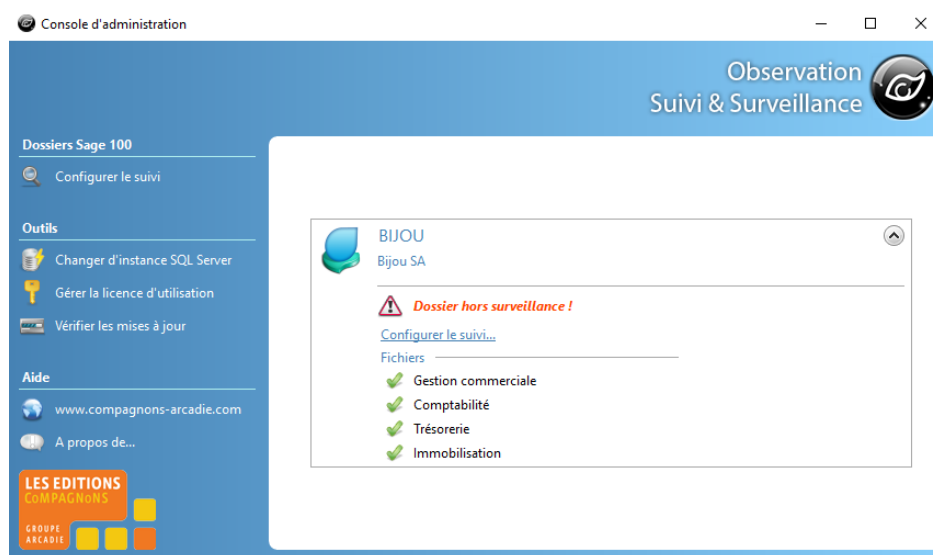 Console d'administration
Observation
Suivi & Surveillance
Dossiers Sage 100
Configurer le suivi
Outils
Changer d'instance SQL Server
Gérer la licence d'utilisation
Vérifier les mises à jour
Aide
www.compagnons-arcadie.com
A propos de...
LES EDITIONS
CoMPAGNoNS
GROUPE
ARCADIE
BIJOU
Bijou SA
Dossier hors surveillance !
Configurer le suivi...
Fichiers
Gestion commerciale
Comptabilité
Trésorerie
Immobilisation